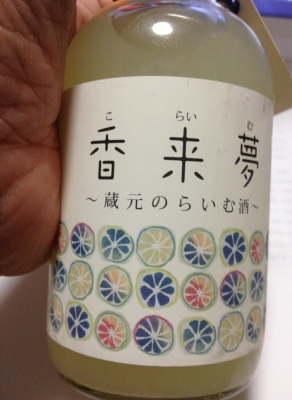 こ らい む
香来夢
～蔵元のらいむ酒～